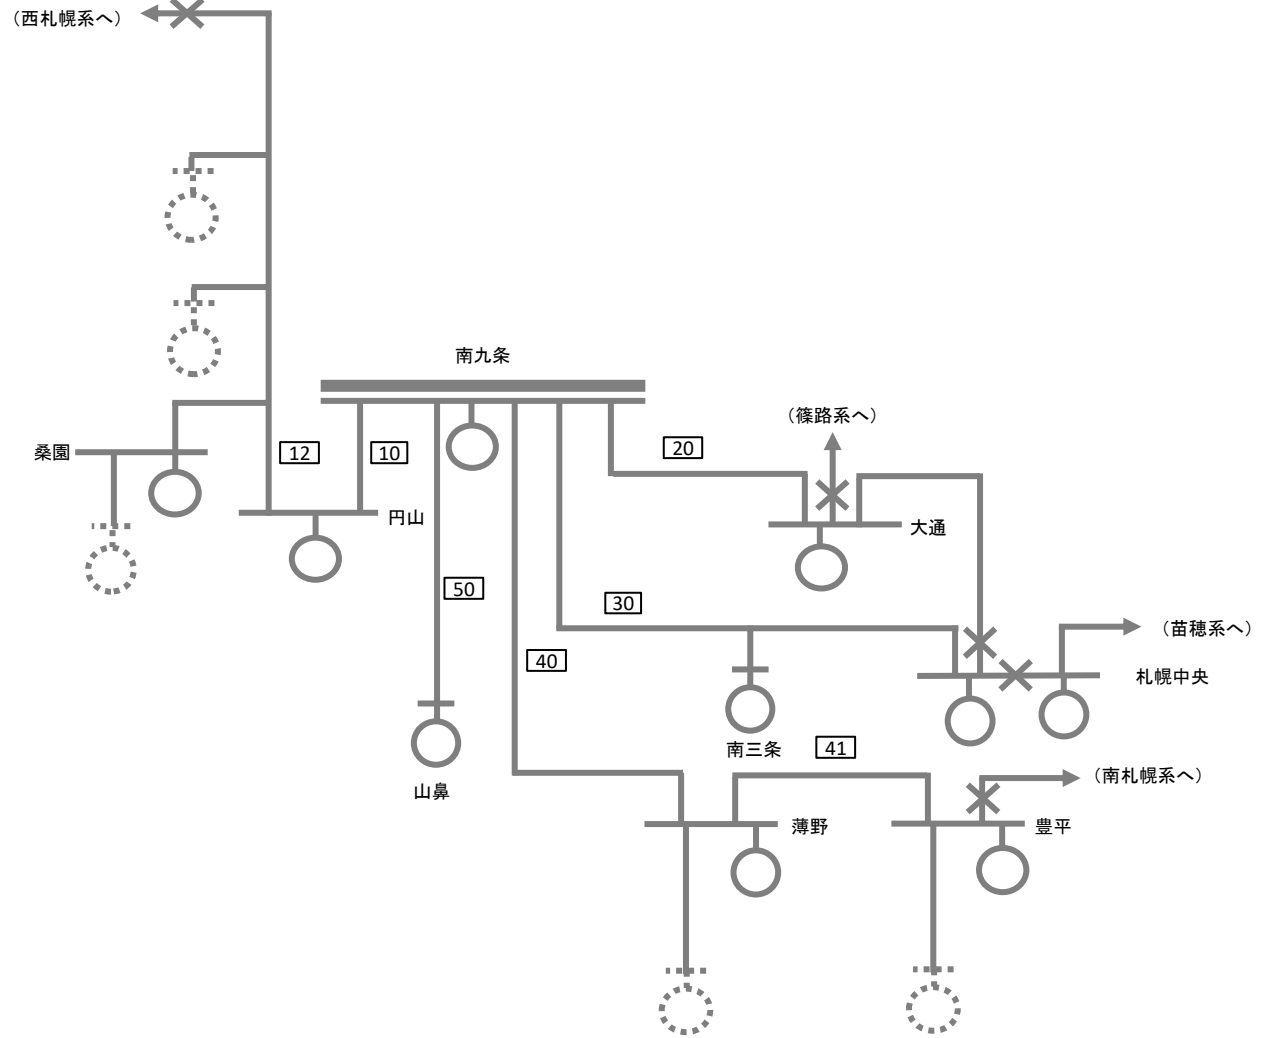 (西札幌系へ)
南九条
(篠路系へ)
桑園
12
10
20
円山
大通
50
30
(苗穂系へ)
40
札幌中央
南三条
41
(南札幌系へ)
山鼻
薄野
豊平